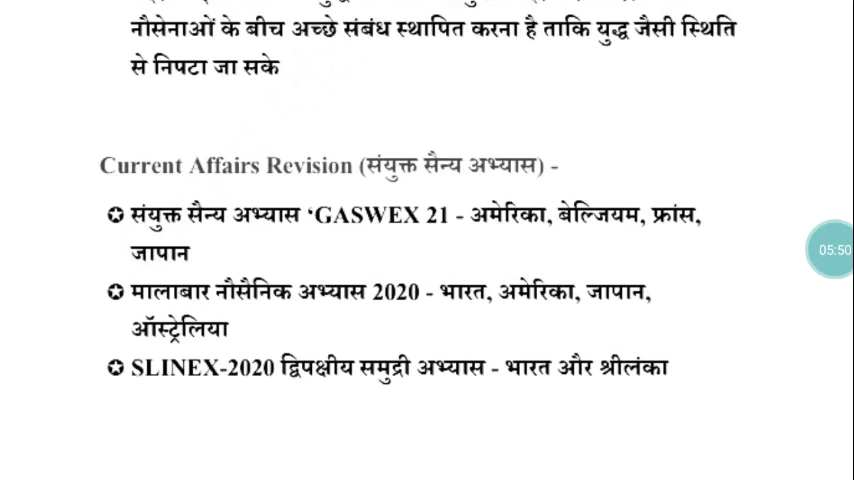 नौसेनाओं के बीच अच्छे संबंध स्थापित करना है ताकि युद्ध जैसी स्थिति
से निपटा जा सके
Current Affairs Revision (संयुक्त सैन्य अभ्यास) -
✪ संयुक्त सैन्य अभ्यास ‘GASWEX 21 - अमेरिका, बेल्जियम, फ्रांस,
जापान
✪ मालाबार नौसैनिक अभ्यास 2020 - भारत, अमेरिका, जापान,
ऑस्ट्रेलिया
✪ SLINEX-2020 द्विपक्षीय समुद्री अभ्यास - भारत और श्रीलंका
05:50